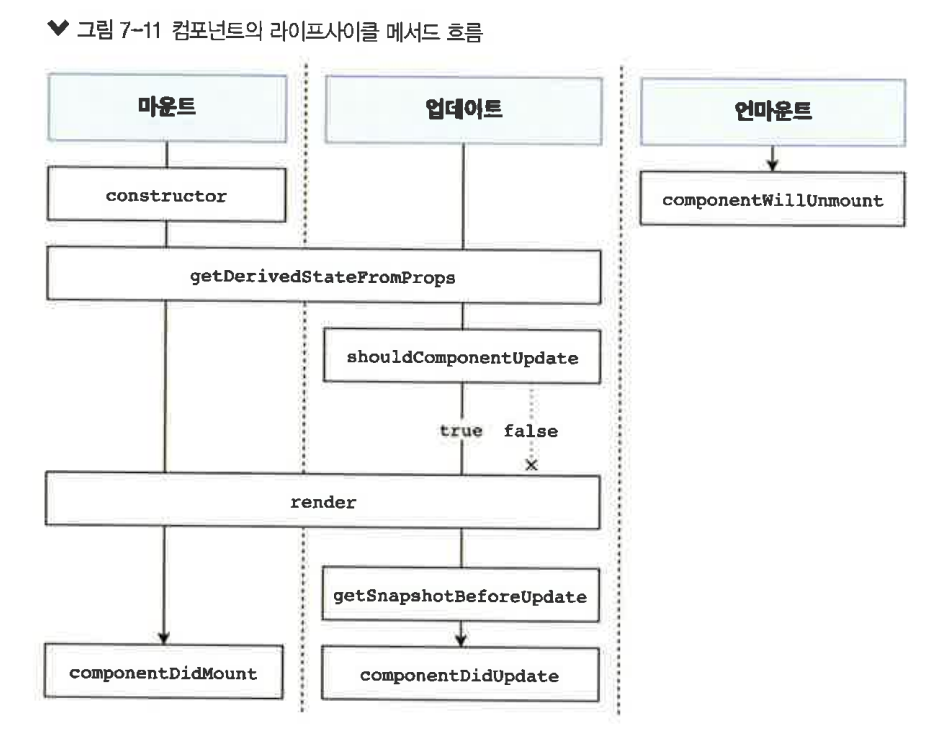 그림 7-11 컴포넌트의 라이프사이클 메서드 흐름
마운트
업데이트
언마운트
constructor
componentWillUnmount
getDerivedStateFromProps
shouldComponentUpdate
true false
render
getSnapshotBeforeUpdate
componentDidMount
componentDidUpdate